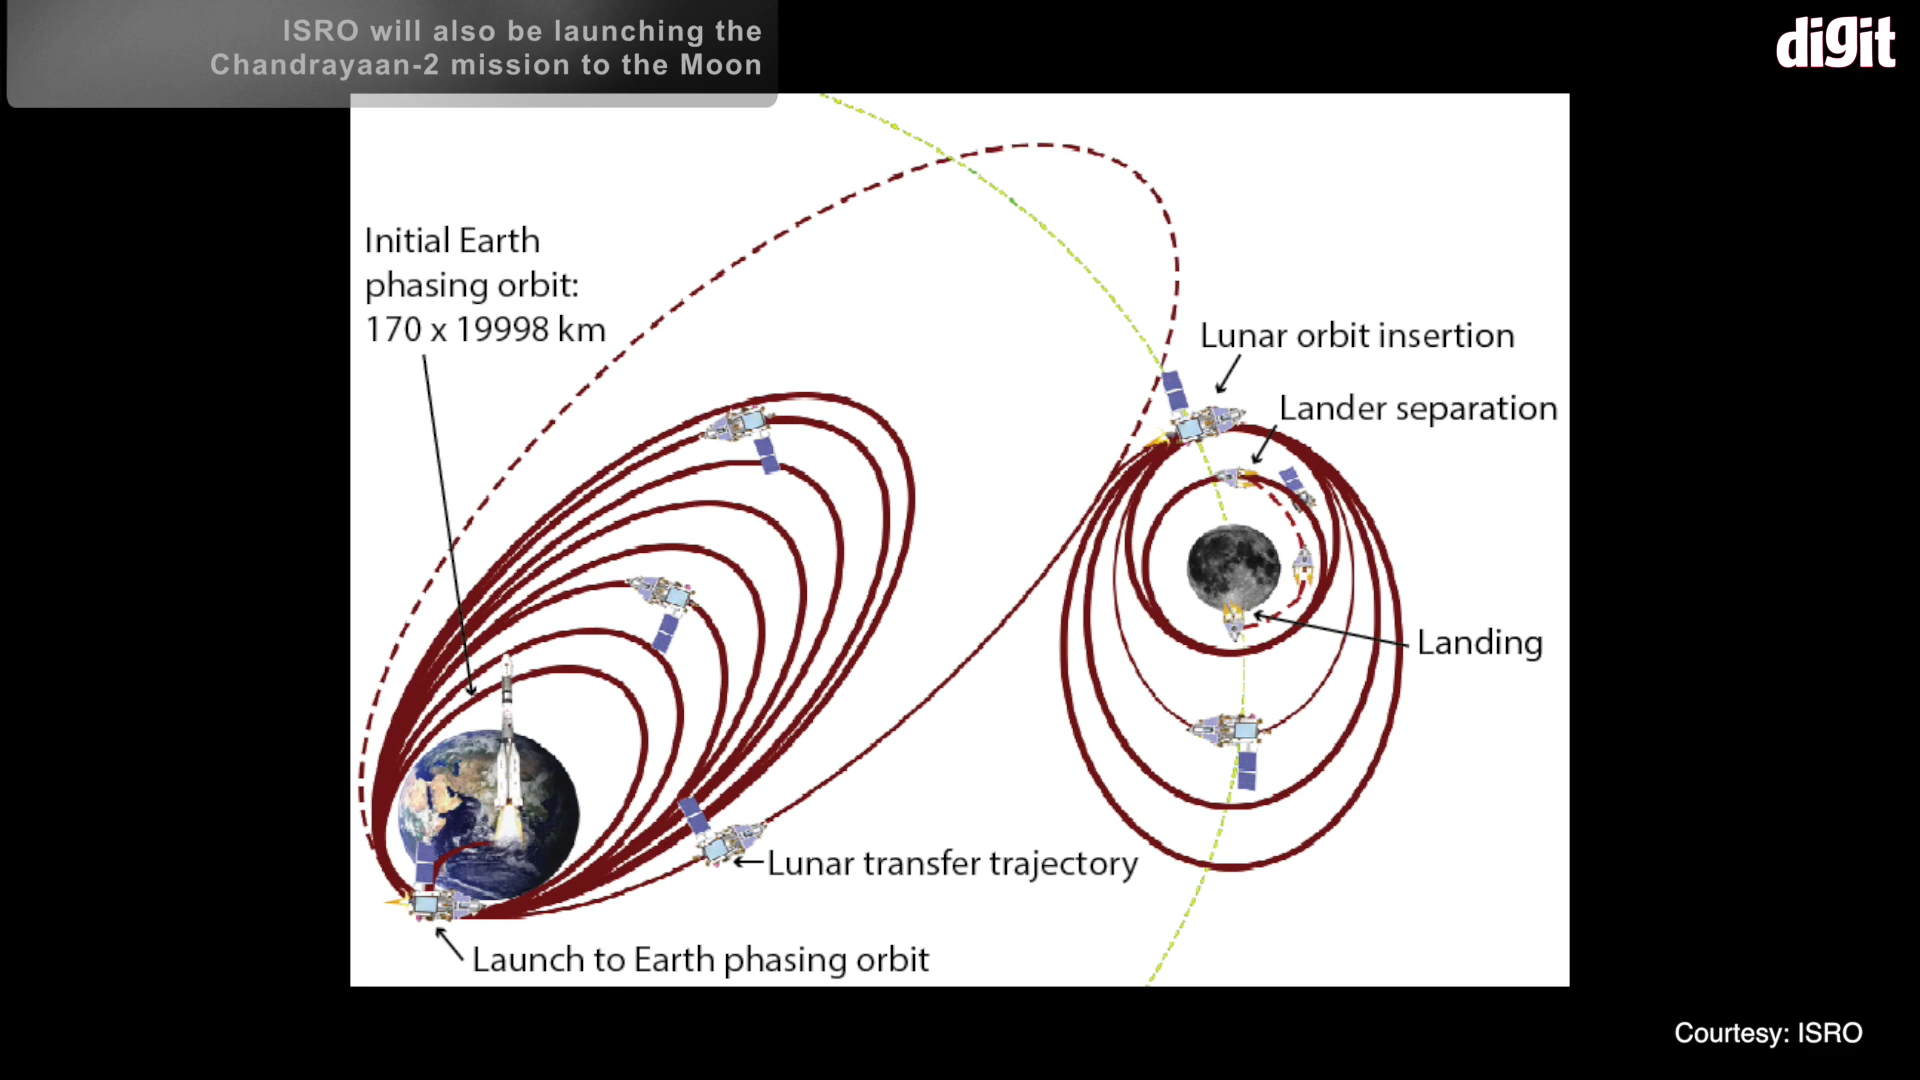 ISRO will also be launching the
Chandrayaan-2 mission to the Moon
digit
Initial Earth
phasing orbit:
170 x 19998 km
Lunar orbit insertion
Lander separation
Landing
Lunar transfer trajectory
Launch to Earth phasing orbit
Courtesy: ISRO